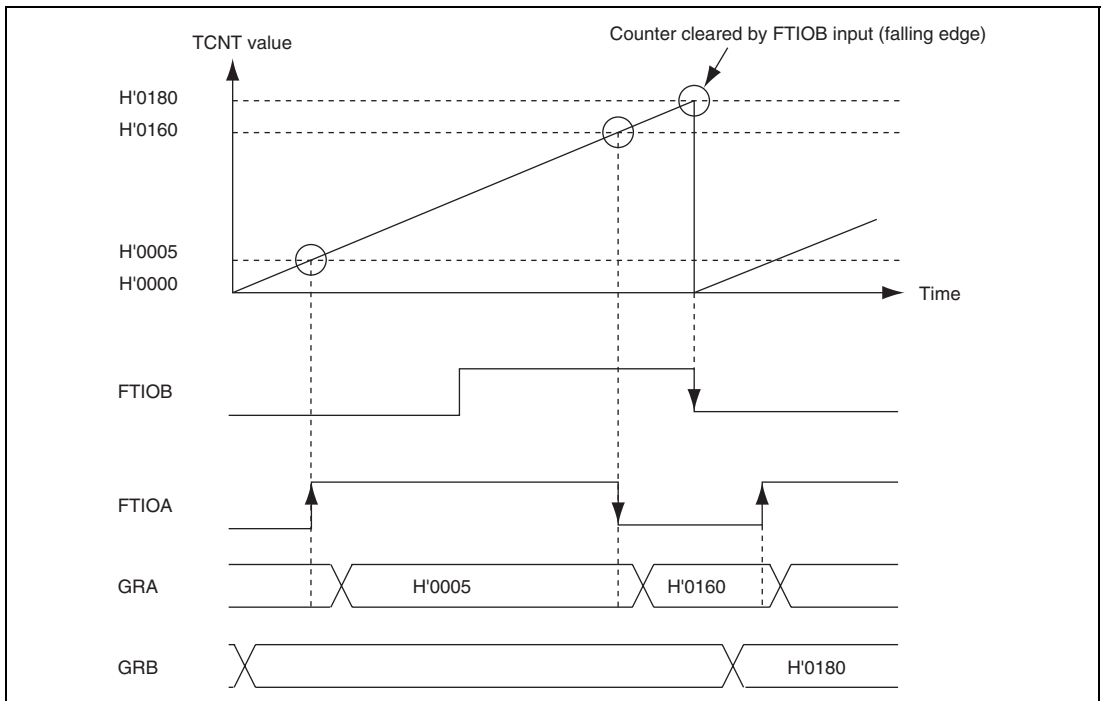 Counter cleared by FTIOB input (falling edge)
TCNT value
H'0180
H'0160
H'0005
H'0000
Time
FTIOB
FTIOA
GRA
H'0005
H'0160
GRB
H'0180